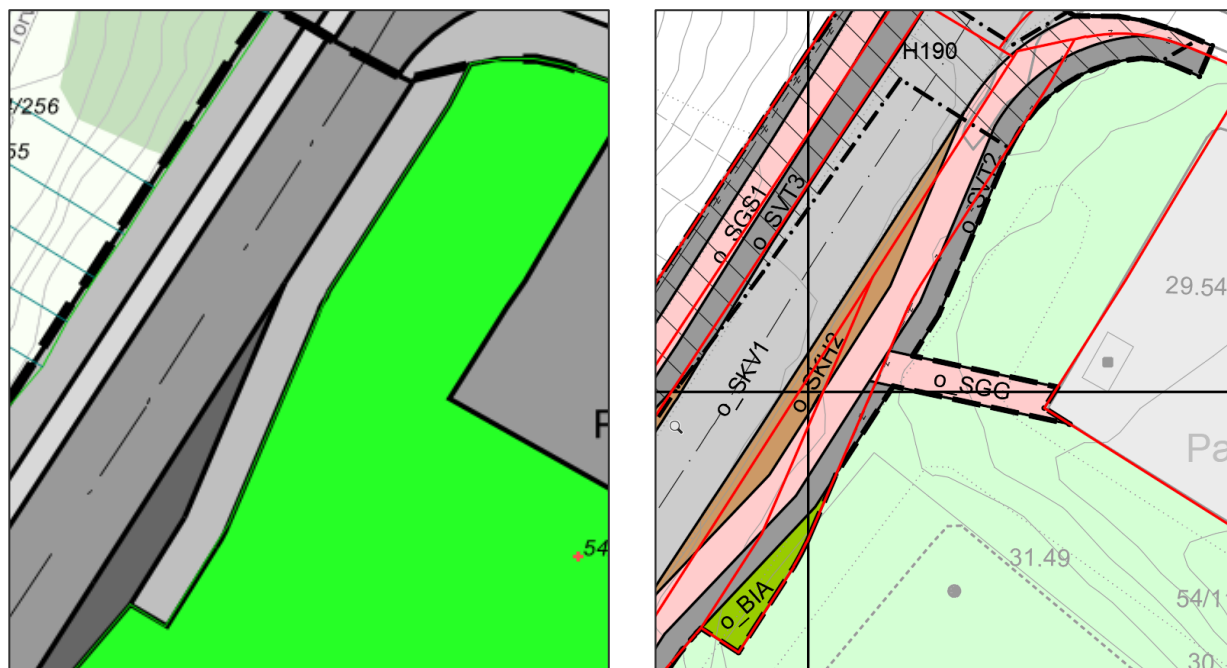 Torv
/256
55
P
54
H190
o_SGS1
o_SVT3
o_SVT2
o_SKV1
o_SKH2
o_SGG
o_BIA
29.54
Pa
31.49
54/1
30